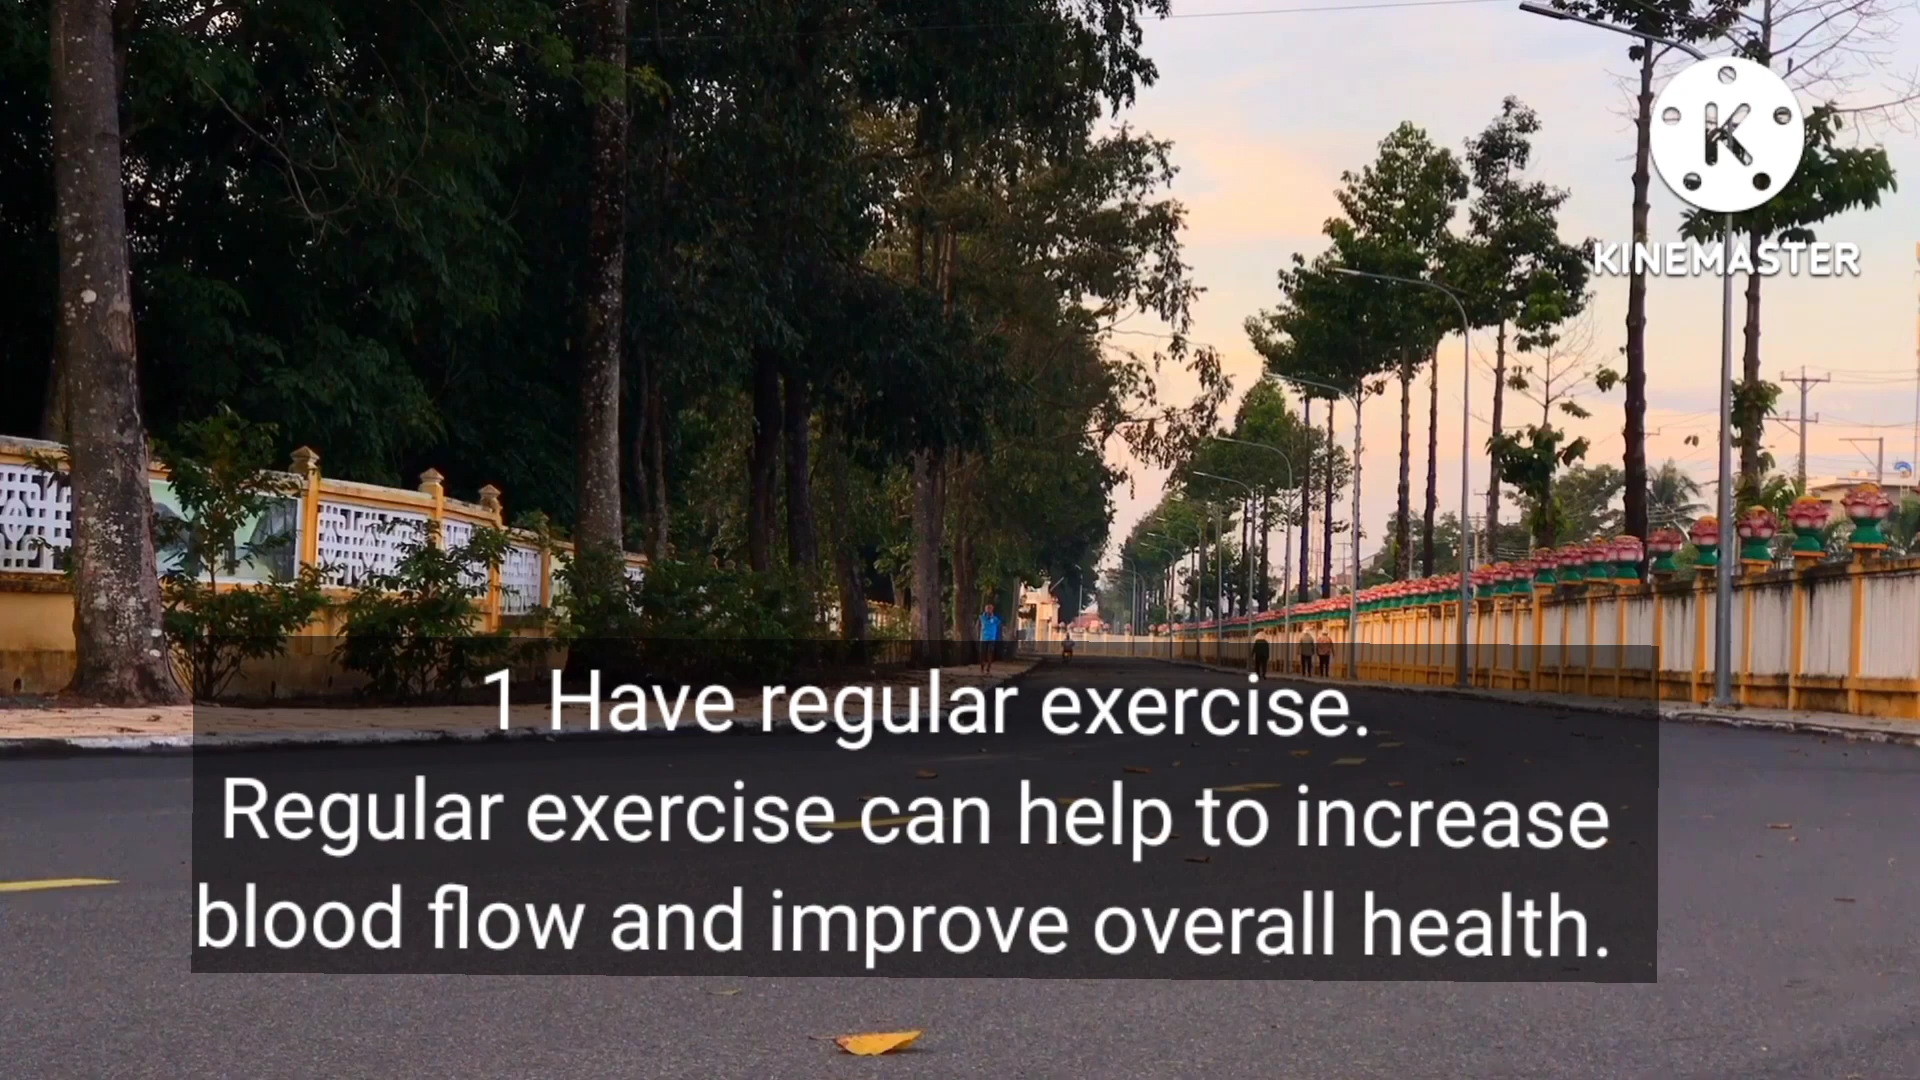 K
KINEMASTER
1 Have regular exercise.
Regular exercise can help to increase
blood flow and improve overall health.